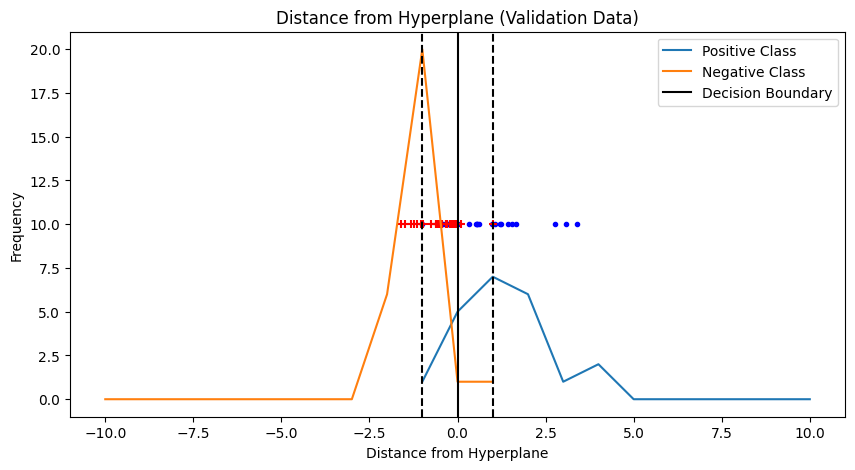 Distance from Hyperplane (Validation Data)
Positive Class
Negative Class
Decision Boundary
Frequency
20.0
17.5
15.0
12.5
10.0
7.5
5.0
2.5
0.0
−10.0 −7.5 −5.0 −2.5 0.0 2.5 5.0 7.5 10.0
Distance from Hyperplane